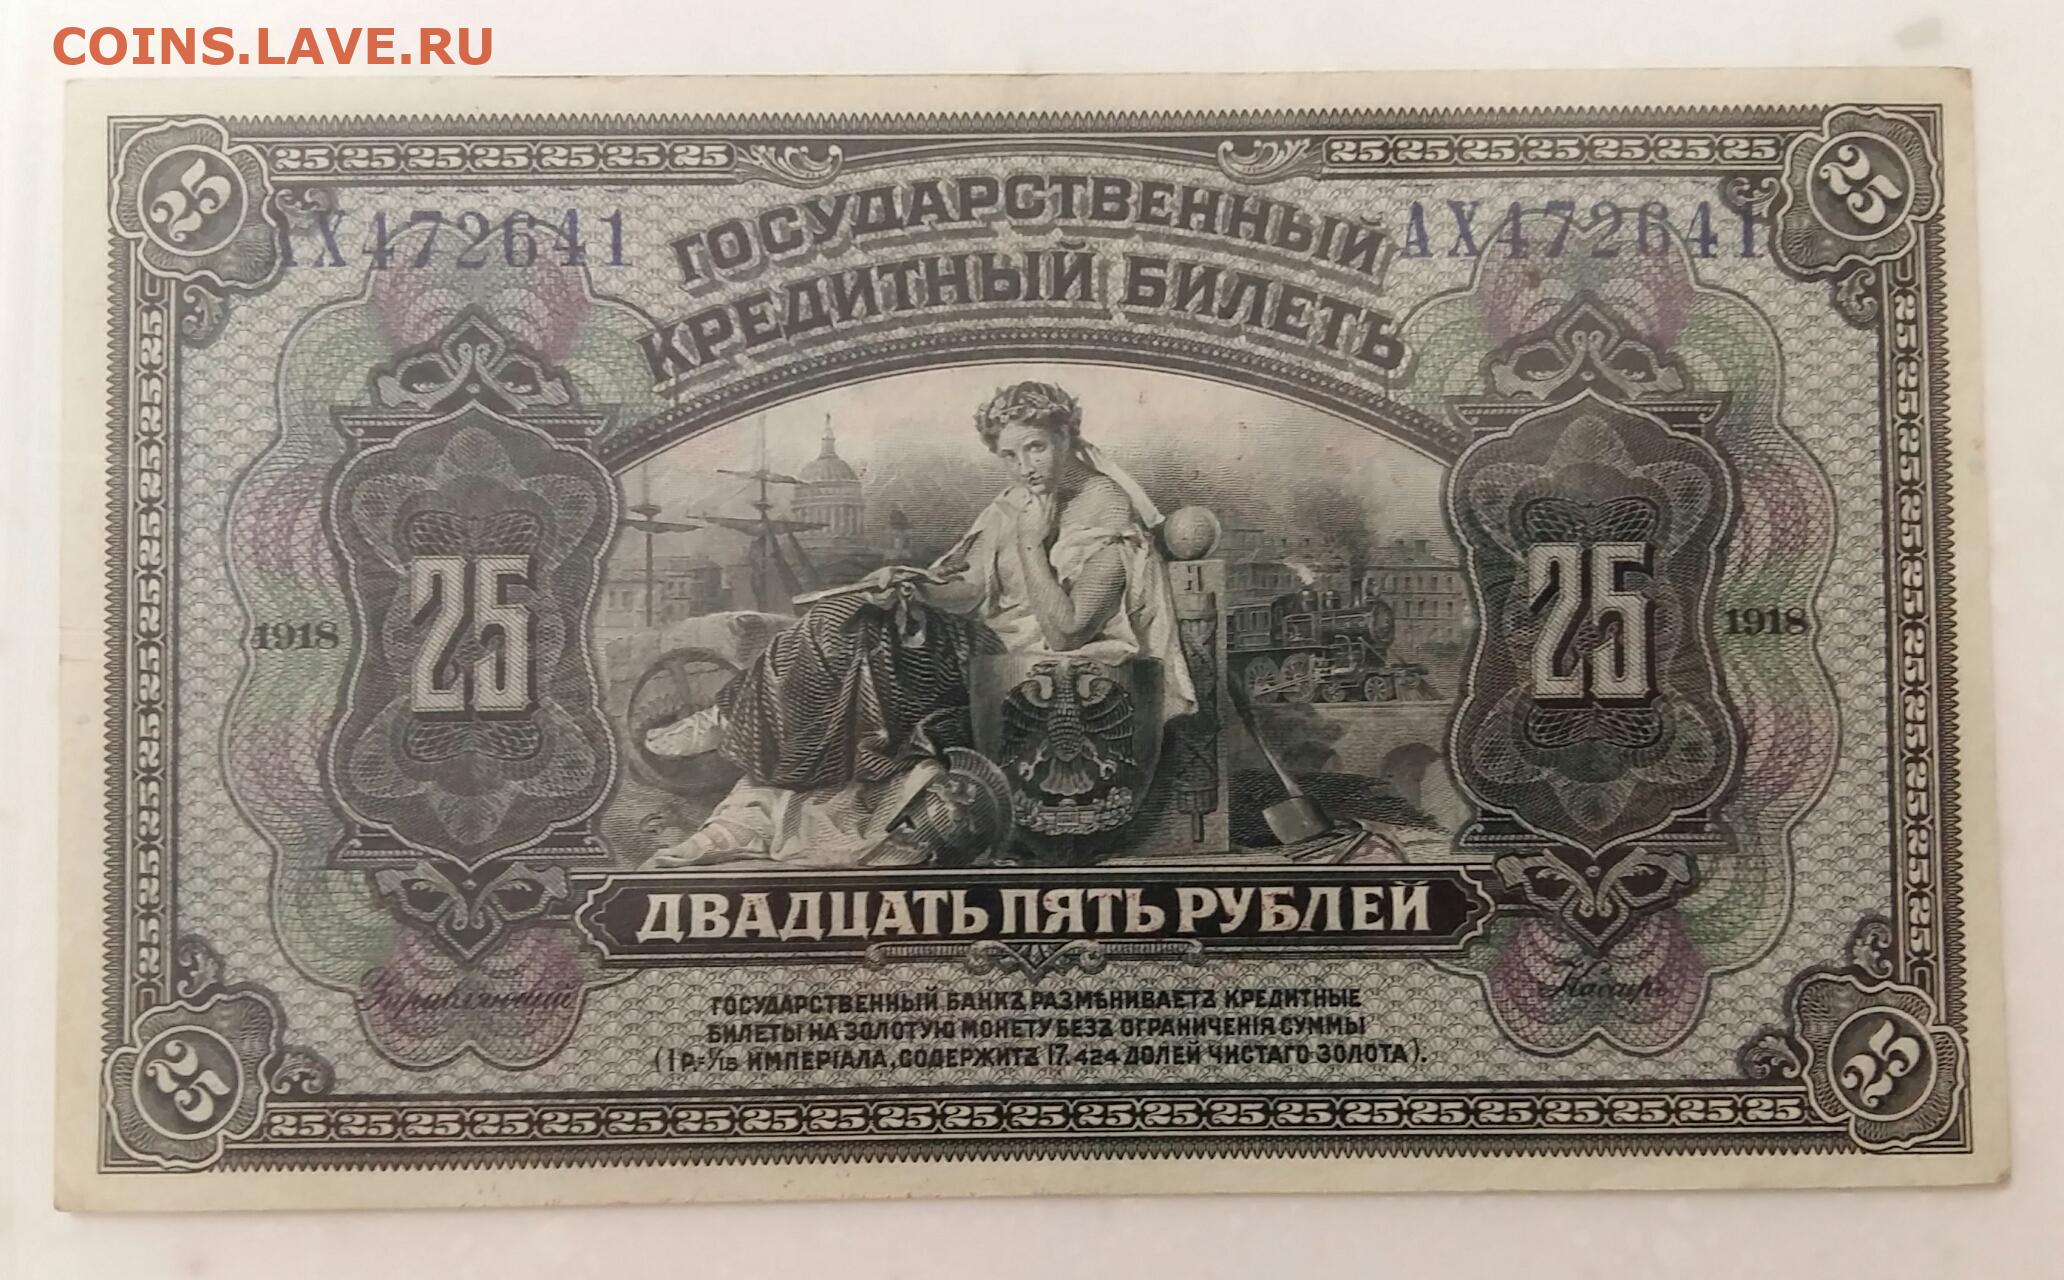 COINS.LAVE.RU
25 25 25 25 25 25 25 25 25 25 25 25 25 25
25 25
АХ472641 АХ472641
ГОСУДАРСТВЕННЫЙ
КРЕДИТНЫЙ БИЛЕТЪ
25 25
1918 1918
Н
ДВАДЦАТЬ ПЯТЬ РУБЛЕЙ
Управляющий Кассиръ
ГОСУДАРСТВЕННЫЙ БАНКЪ РАЗМѢНИВАЕТЪ КРЕДИТНЫЕ
БИЛЕТЫ НА ЗОЛОТУЮ МОНЕТУ БЕЗЪ ОГРАНИЧЕНІЯ СУММЫ
(1 Р.=1/15 ИМПЕРІАЛА, СОДЕРЖИТЪ 17.424 ДОЛЕЙ ЧИСТАГО ЗОЛОТА).
25 25
25 25 25 25 25 25 25 25 25 25 25 25 25 25 25 25 25 25 25 25 25 25 25